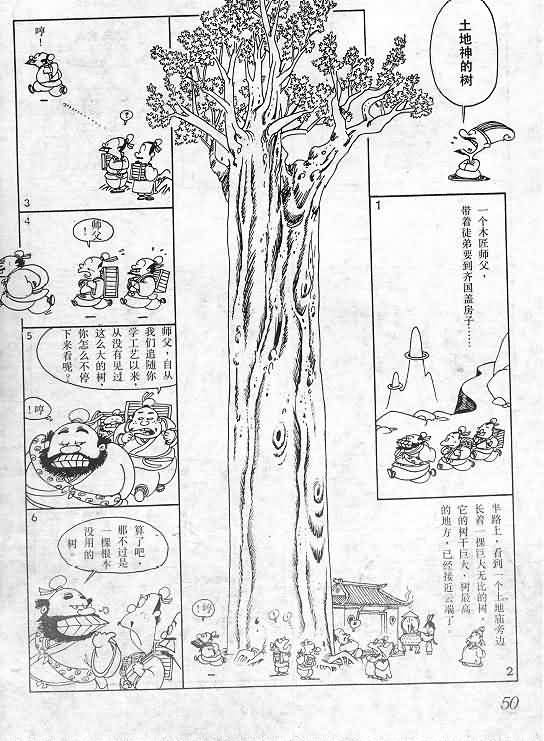 土地神的树
1
一个木匠师父，
带着徒弟要到齐国盖房子……
半路上，看到一个土地庙旁边
长着一棵巨大无比的树，
它的树干巨大，树最高
的地方，已经接近云端了。
2
哼！
哼！
?
3
师父
！
4
师父，自从
我们追随你
学工艺以来，
从没有见过
这么大的树，
你怎么不停
下来看呢？
哼！
5
算了吧，
那不过是
一棵根本
没用的
树。
6
50